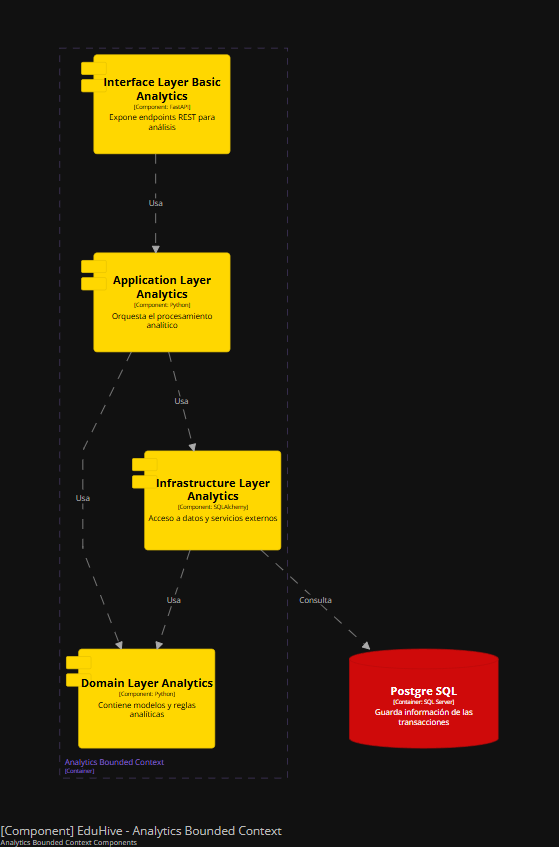 Interface Layer Basic
Analytics
[Component: FastAPI]
Expone endpoints REST para
análisis
Usa
Application Layer
Analytics
[Component: Python]
Orquesta el procesamiento
analítico
Usa
Infrastructure Layer
Analytics
[Component: SQLAlchemy]
Acceso a datos y servicios externos
Usa
Usa
Consulta
Domain Layer Analytics
[Component: Python]
Contiene modelos y reglas
analíticas
Postgre SQL
[Container: SQL Server]
Guarda información de las
transacciones
Analytics Bounded Context
[Container]
[Component] EduHive - Analytics Bounded Context
Analytics Bounded Context Components